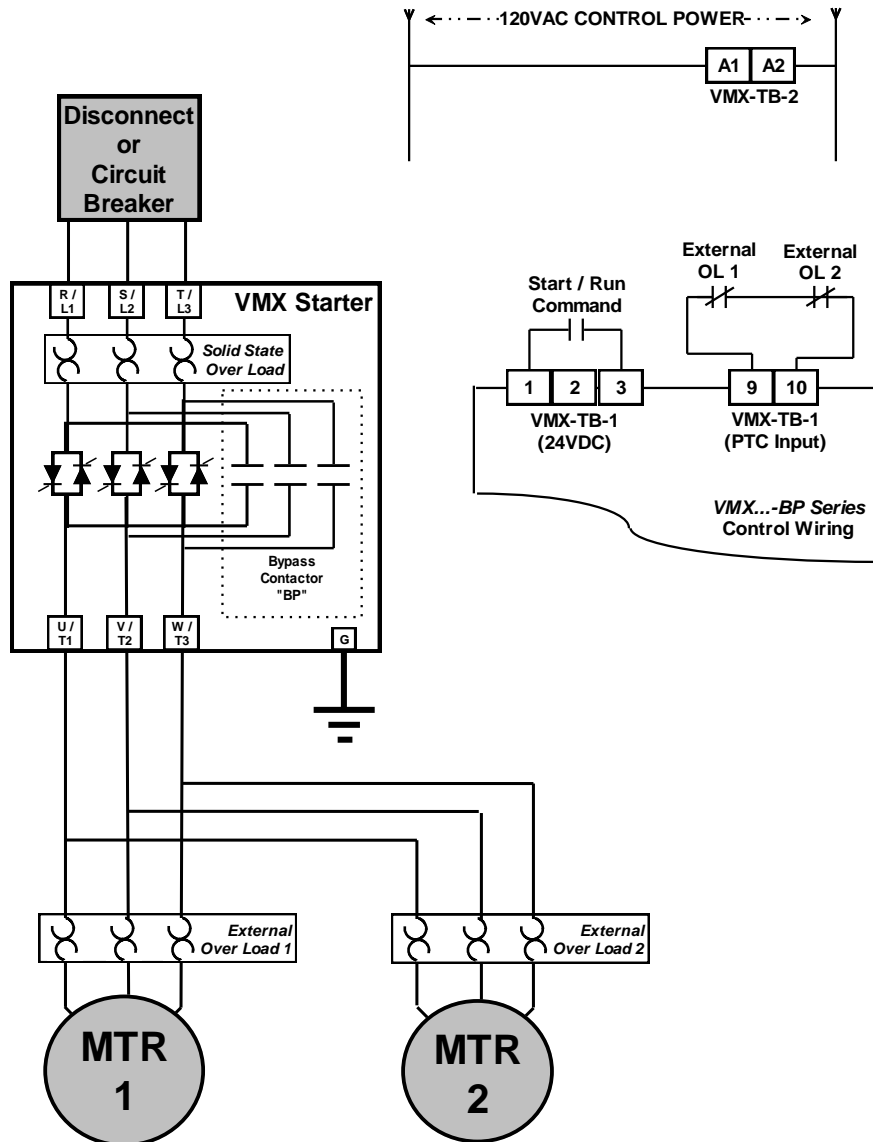 120VAC CONTROL POWER
A1 A2
VMX-TB-2
Disconnect
or
Circuit
Breaker
R /
L1
S /
L2
T /
L3
VMX Starter
Solid State
Over Load
Bypass
Contactor
"BP"
U /
T1
V /
T2
W /
T3
G
External
OL 1
External
OL 2
Start / Run
Command
1 2 3
9 10
VMX-TB-1
(24VDC)
VMX-TB-1
(PTC Input)
VMX...-BP Series
Control Wiring
External
Over Load 1
External
Over Load 2
MTR
1
MTR
2